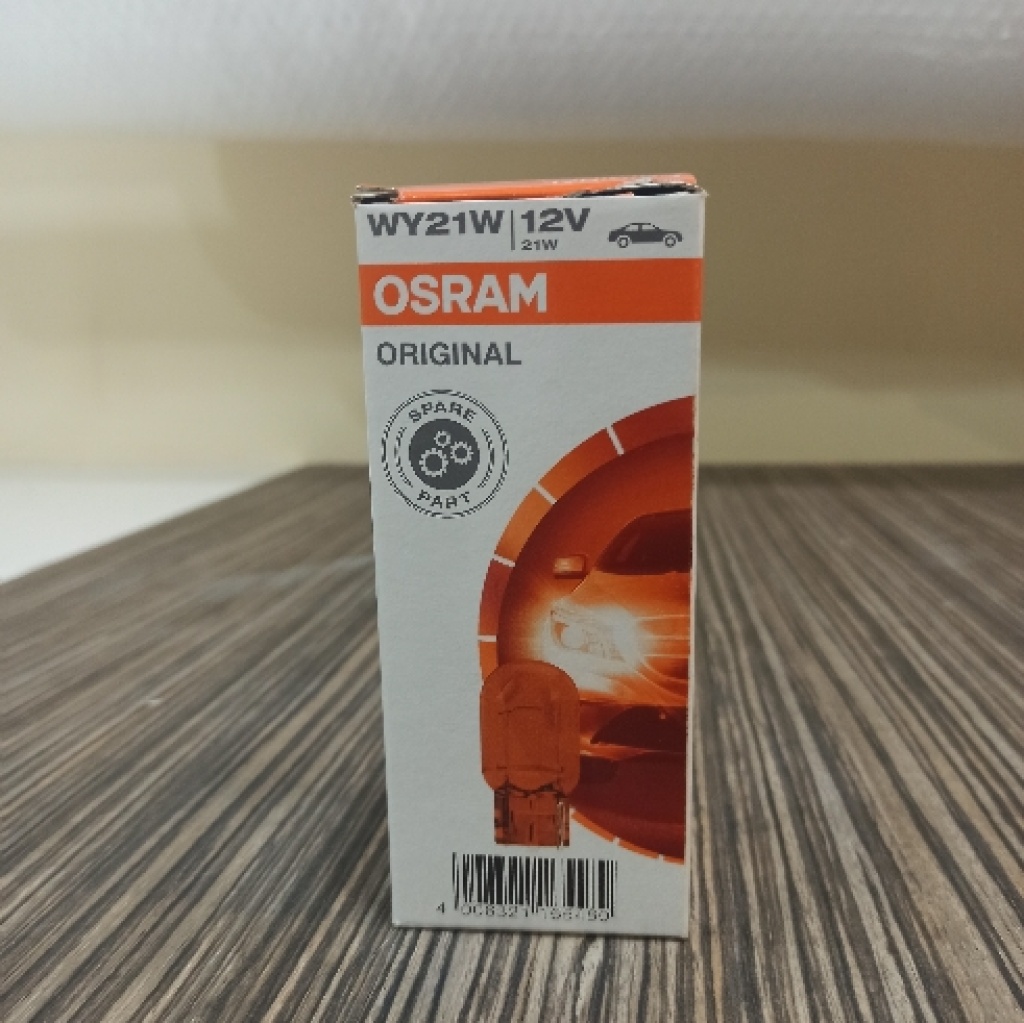 WY21W | 12V
21W
OSRAM
ORIGINAL
SPARE
PART